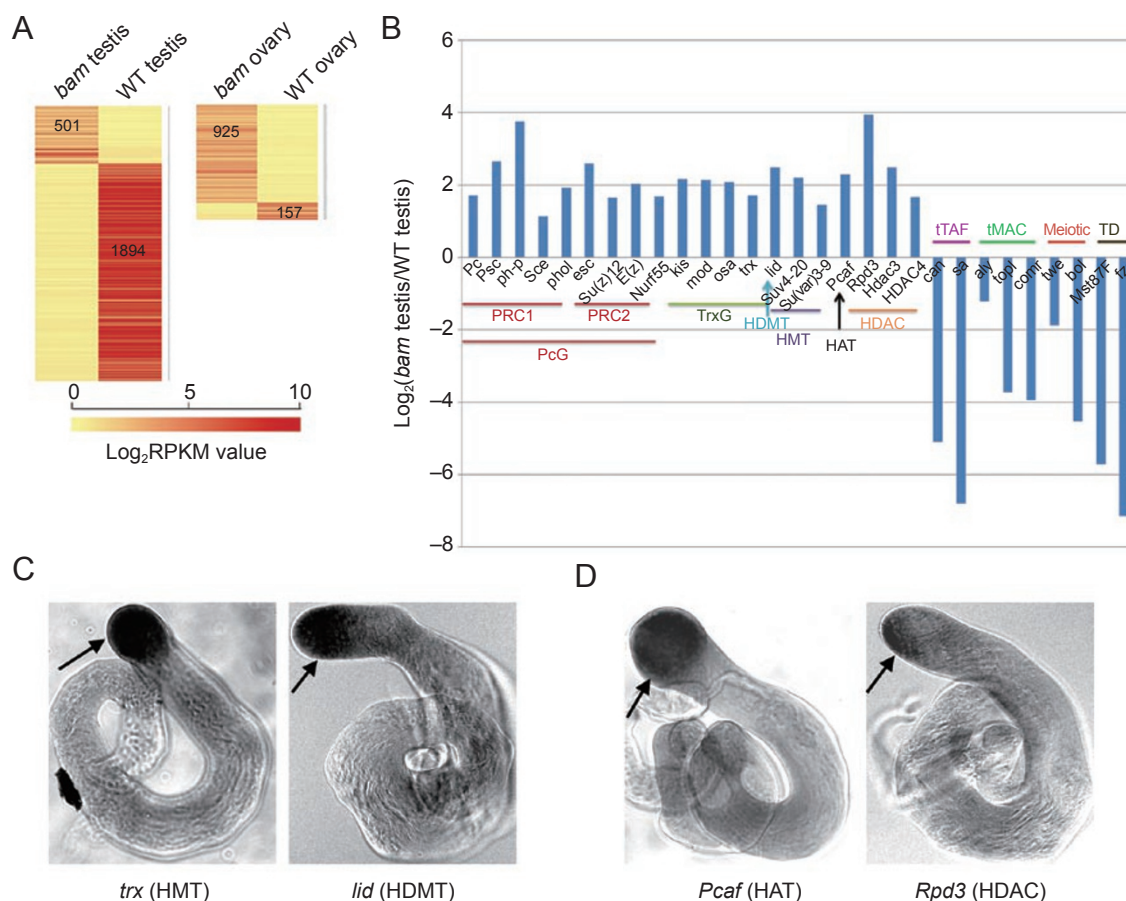 A
bam testis
WT testis
bam ovary
WT ovary
501
1894
925
157
0 5 10
Log₂RPKM value
B
Log₂(bam testis/WT testis)
6
4
2
0
–2
–4
–6
–8
Pc
Psc
ph-p
Sce
phol
esc
Su(z)12
E(z)
Nurf55
kis
mod
osa
trx
lid
Suv4-20
Su(var)3-9
Pcaf
Rpd3
Hdac3
HDAC4
can
sa
aly
topl
comr
twe
bol
Mst87F
fz
tTAF
tMAC
Meiotic
TD
PRC1
PRC2
TrxG
HDMT
HMT
HAT
HDAC
PcG
C
trx (HMT)
lid (HDMT)
D
Pcaf (HAT)
Rpd3 (HDAC)